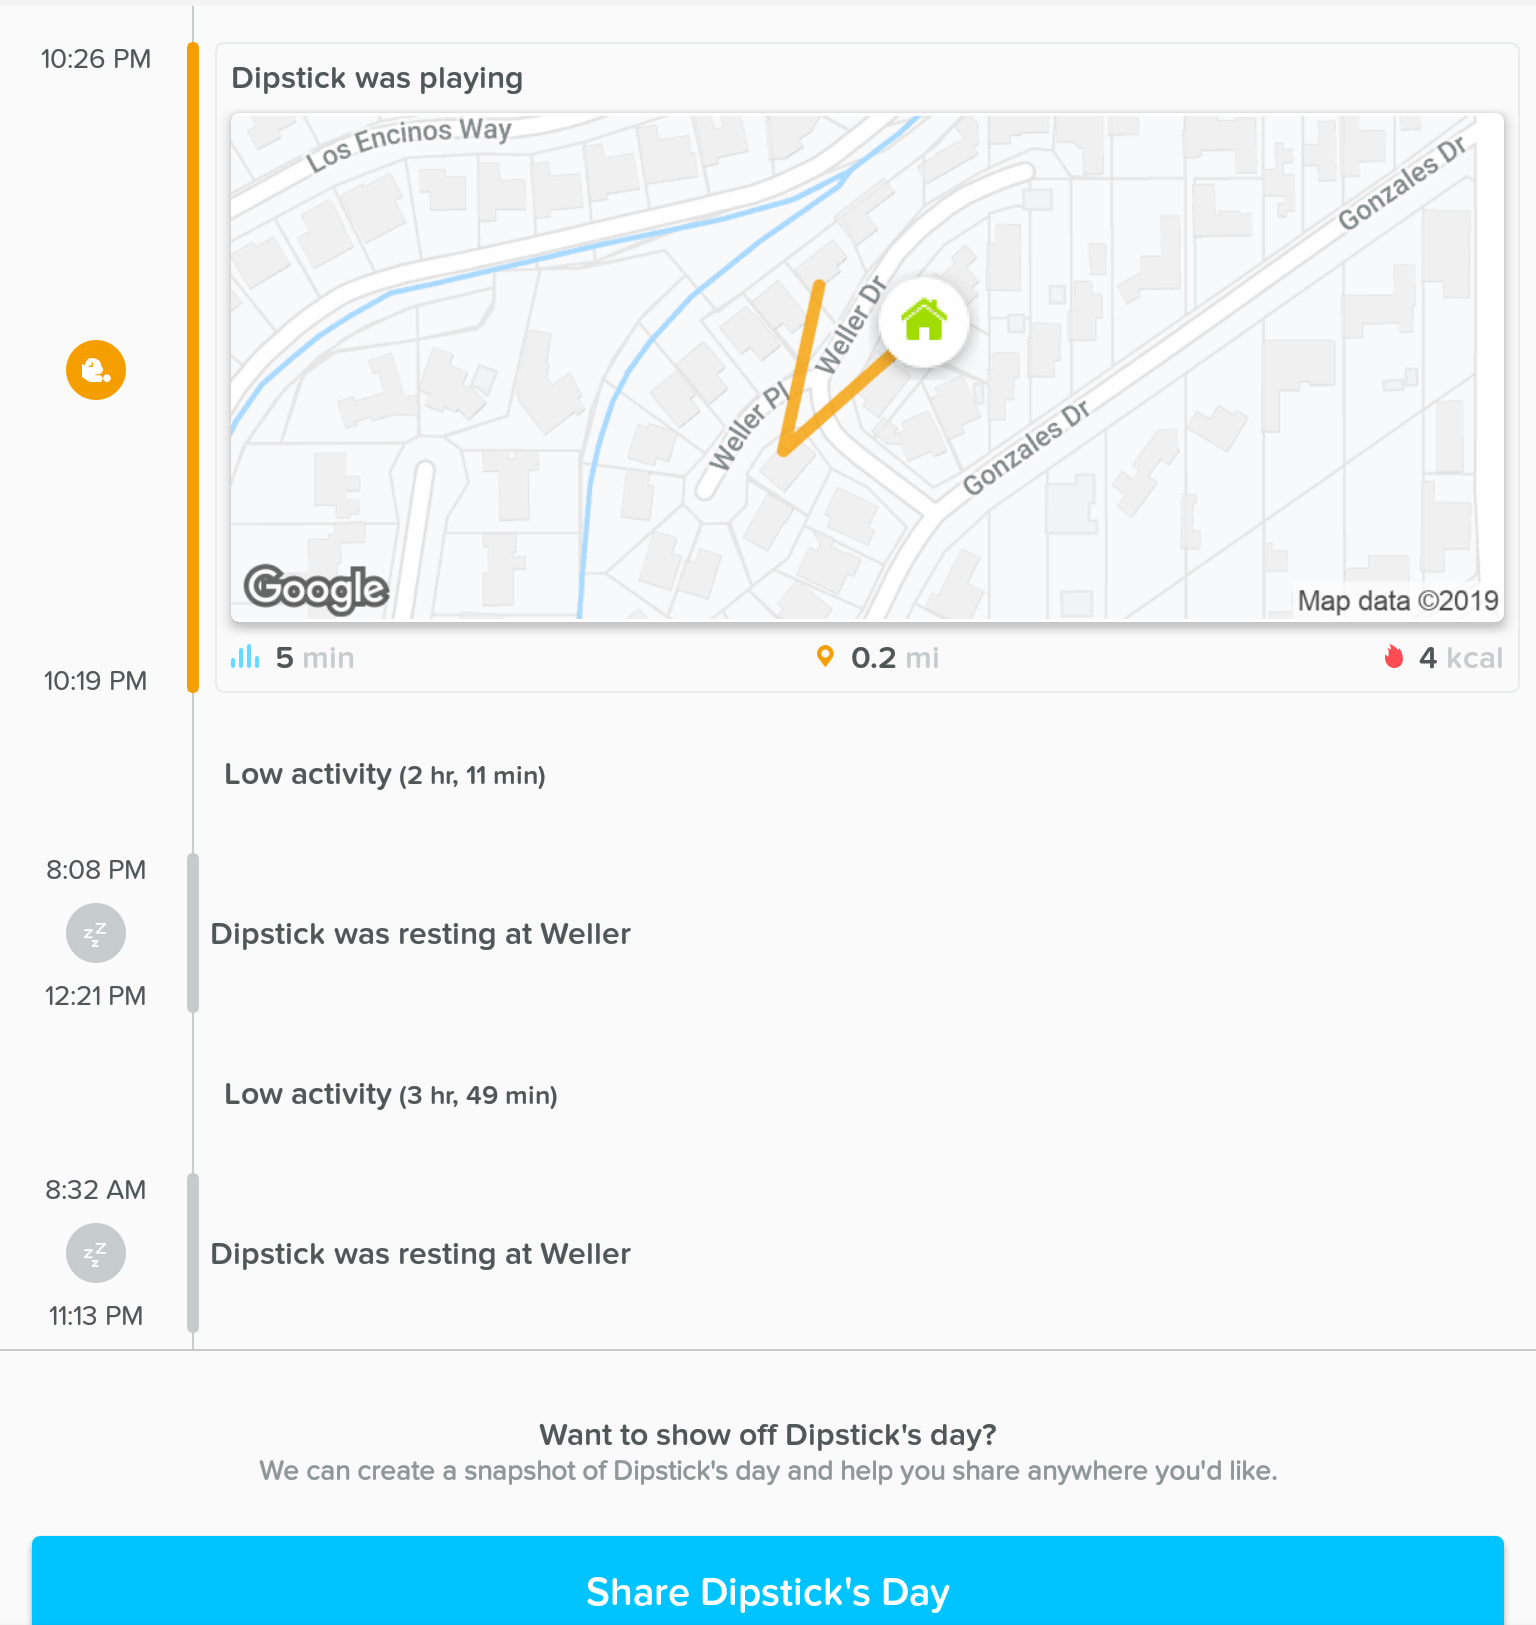 10:26 PM
Dipstick was playing
Los Encinos Way
Gonzales Dr
Weller Dr
Weller Pl
Gonzales Dr
Google
Map data ©2019
5 min
0.2 mi
4 kcal
10:19 PM
Low activity (2 hr, 11 min)
8:08 PM
zzz
Dipstick was resting at Weller
12:21 PM
Low activity (3 hr, 49 min)
8:32 AM
zzz
Dipstick was resting at Weller
11:13 PM
Want to show off Dipstick's day?
We can create a snapshot of Dipstick's day and help you share anywhere you'd like.
Share Dipstick's Day